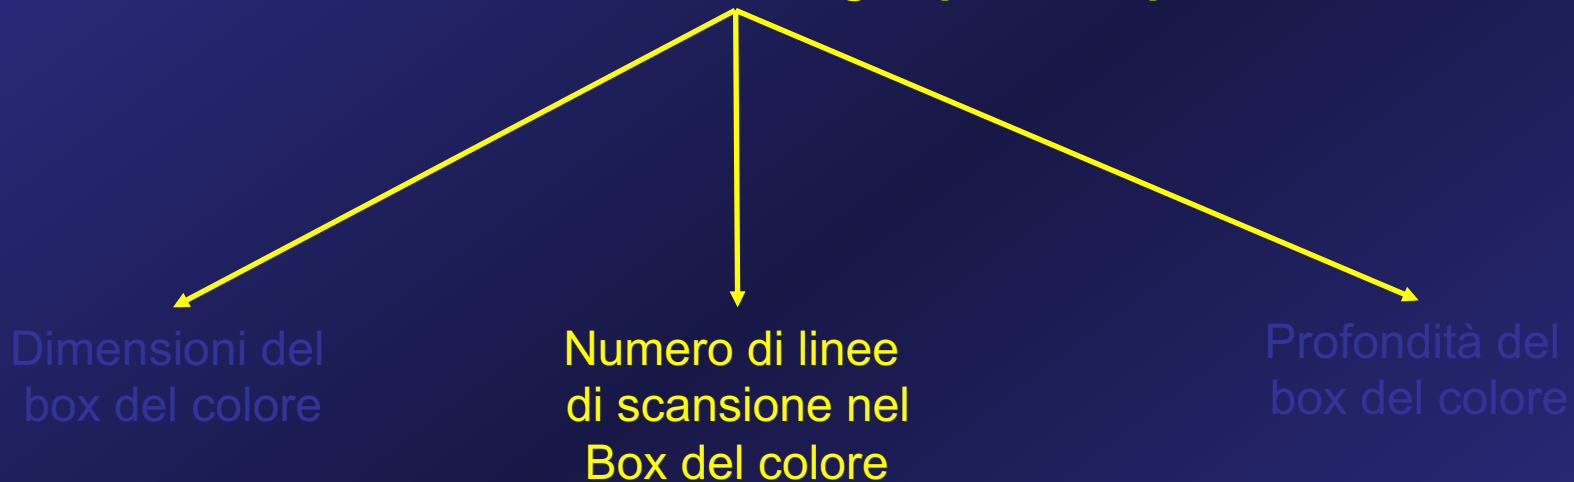 Dimensioni del
box del colore
Numero di linee
di scansione nel
Box del colore
Profondità del
box del colore